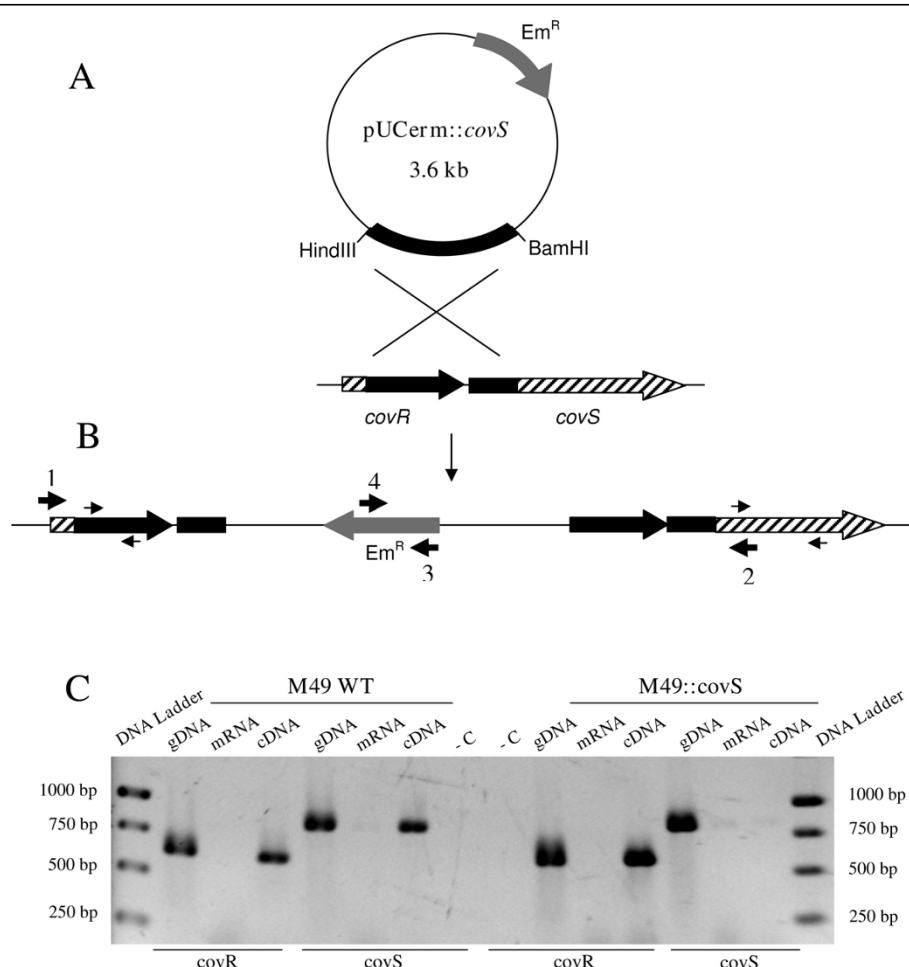 A
Em^R
pUCerm::covS
3.6 kb
HindIII
BamHI
covR
covS
B
1
4
Em^R
3
2
C
M49 WT
M49::covS
DNA Ladder
gDNA
mRNA
cDNA
gDNA
mRNA
cDNA
- C
- C
gDNA
mRNA
cDNA
gDNA
mRNA
cDNA
DNA Ladder
1000 bp
750 bp
500 bp
250 bp
1000 bp
750 bp
500 bp
250 bp
covR
covS
covR
covS